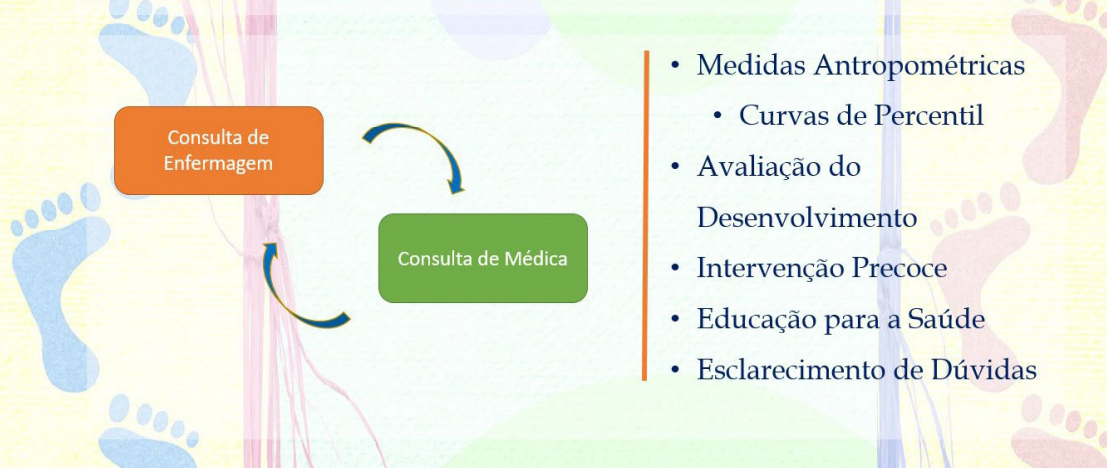 Consulta de
Enfermagem
Consulta de Médica
• Medidas Antropométricas
• Curvas de Percentil
• Avaliação do
Desenvolvimento
• Intervenção Precoce
• Educação para a Saúde
• Esclarecimento de Dúvidas